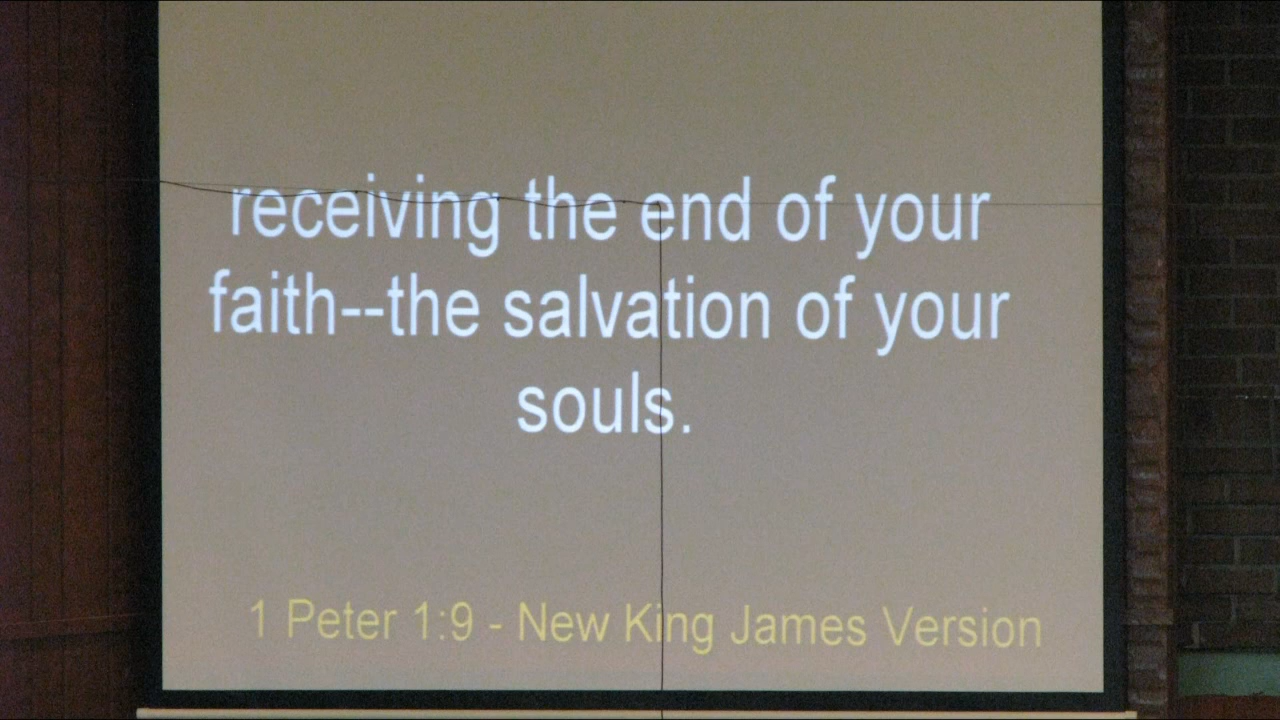 receiving the end of your
faith--the salvation of your
souls.
1 Peter 1:9 - New King James Version